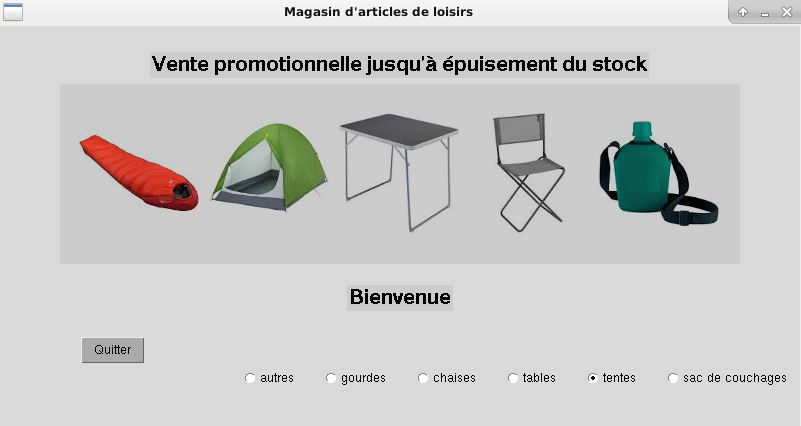 Magasin d'articles de loisirs
Vente promotionnelle jusqu'à épuisement du stock
Bienvenue
Quitter
autres gourdes chaises tables tentes sac de couchages